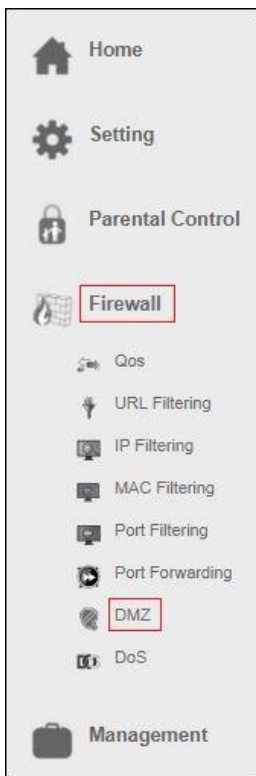 Home
Setting
Parental Control
Firewall
Qos
URL Filtering
IP Filtering
MAC Filtering
Port Filtering
Port Forwarding
DMZ
DoS
Management